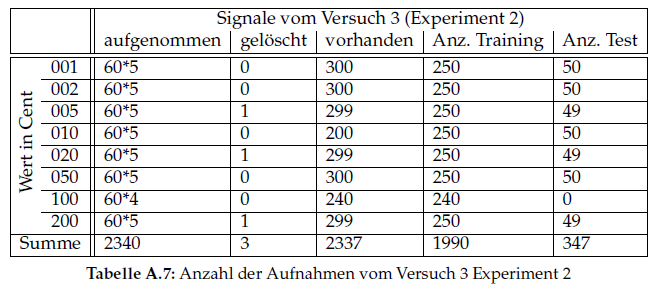 Signale vom Versuch 3 (Experiment 2)
aufgenommen gelöscht vorhanden Anz. Training Anz. Test
Wert in Cent
001 60*5 0 300 250 50
002 60*5 0 300 250 50
005 60*5 1 299 250 49
010 60*5 0 200 250 50
020 60*5 1 299 250 49
050 60*5 0 300 250 50
100 60*4 0 240 240 0
200 60*5 1 299 250 49
Summe 2340 3 2337 1990 347
Tabelle A.7: Anzahl der Aufnahmen vom Versuch 3 Experiment 2